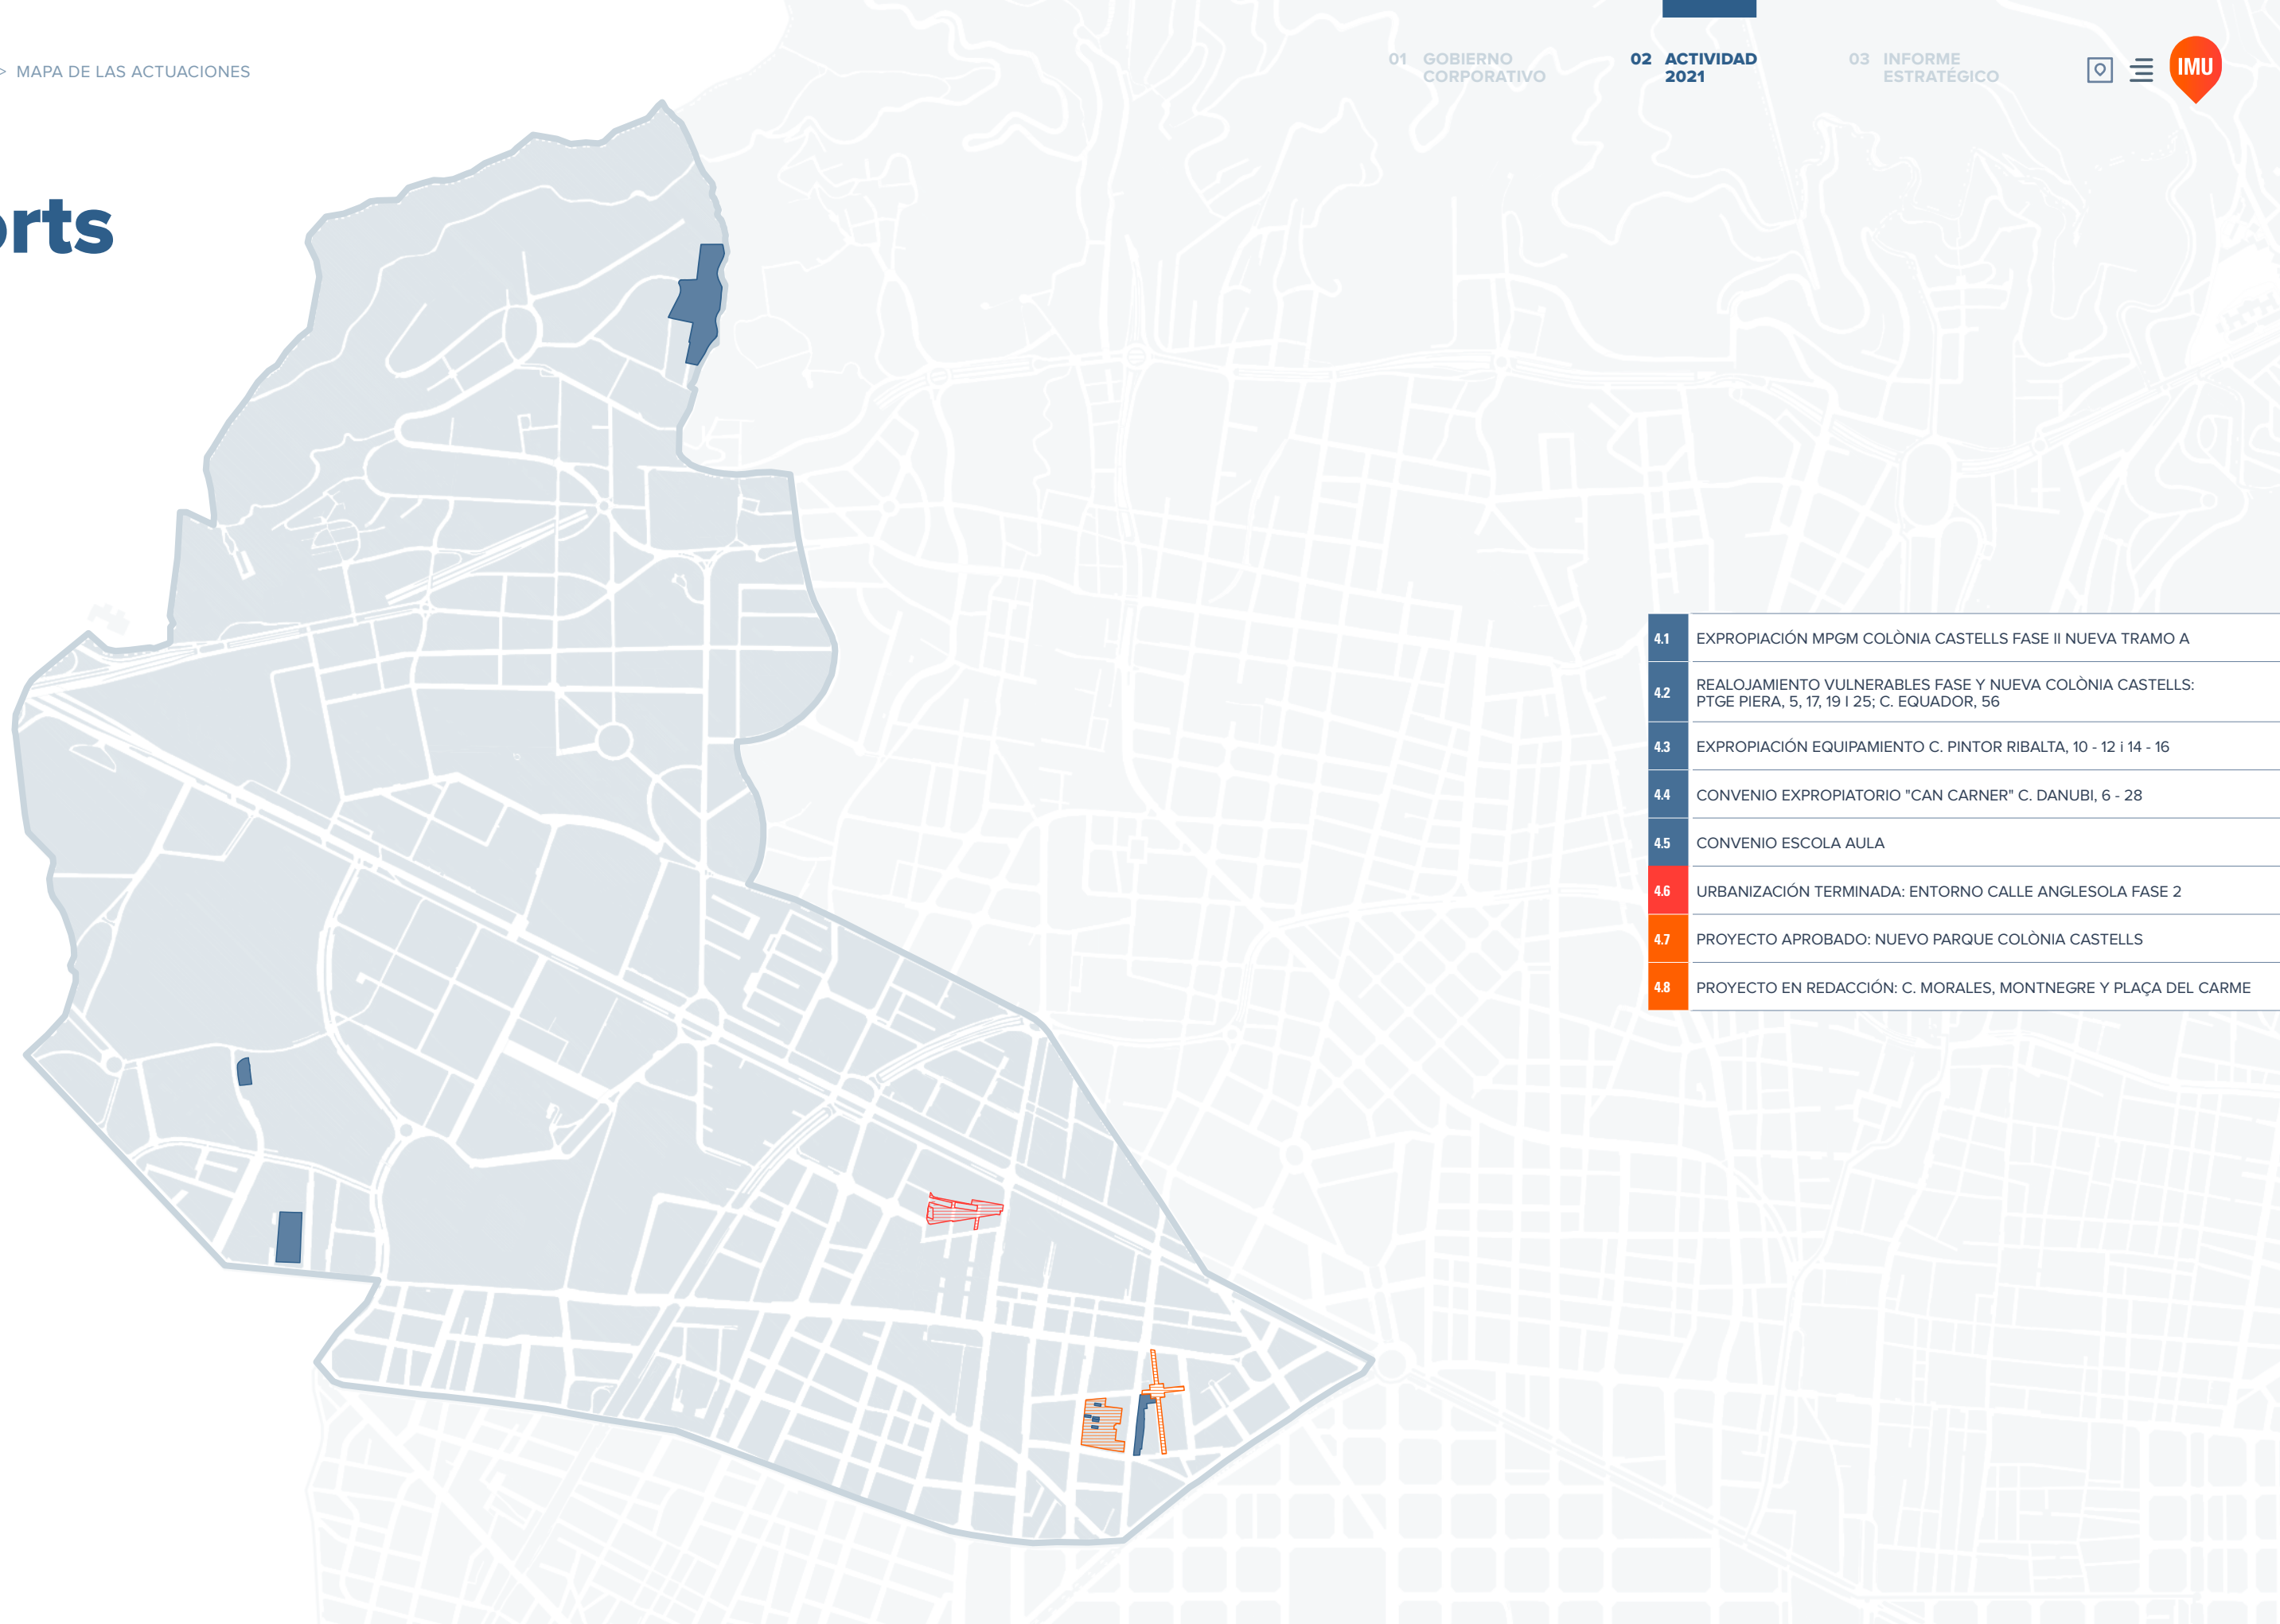 > MAPA DE LAS ACTUACIONES
01 GOBIERNO
CORPORATIVO
02 ACTIVIDAD
2021
03 INFORME
ESTRATÉGICO
IMU
orts
4.1 EXPROPIACIÓN MPGM COLÒNIA CASTELLS FASE II NUEVA TRAMO A
4.2 REALOJAMIENTO VULNERABLES FASE Y NUEVA COLÒNIA CASTELLS:
PTGE PIERA, 5, 17, 19 I 25; C. EQUADOR, 56
4.3 EXPROPIACIÓN EQUIPAMIENTO C. PINTOR RIBALTA, 10 - 12 i 14 - 16
4.4 CONVENIO EXPROPIATORIO "CAN CARNER" C. DANUBI, 6 - 28
4.5 CONVENIO ESCOLA AULA
4.6 URBANIZACIÓN TERMINADA: ENTORNO CALLE ANGLESOLA FASE 2
4.7 PROYECTO APROBADO: NUEVO PARQUE COLÒNIA CASTELLS
4.8 PROYECTO EN REDACCIÓN: C. MORALES, MONTNEGRE Y PLAÇA DEL CARME